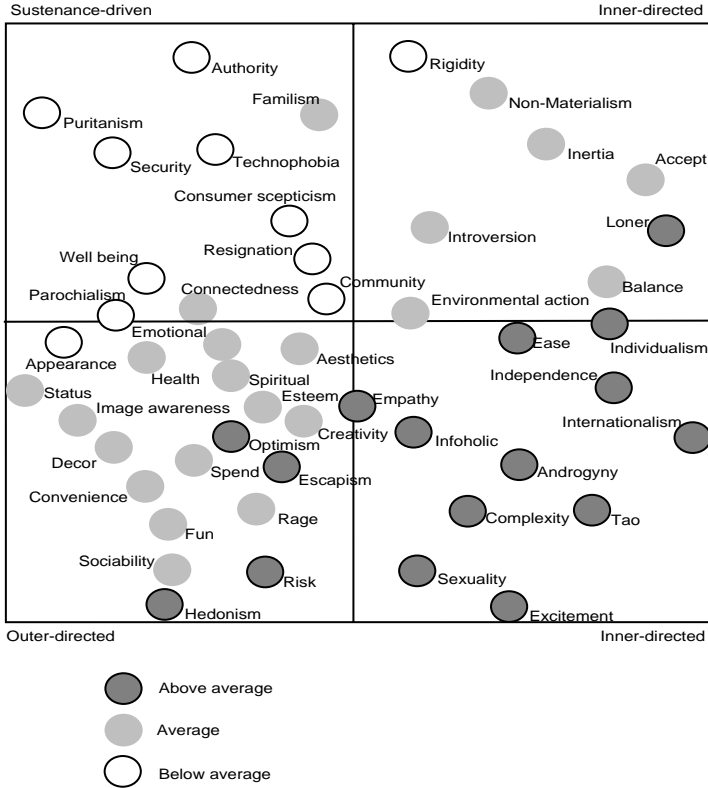 Sustenance-driven
Inner-directed
Authority
Rigidity
Familism
Non-Materialism
Puritanism
Security
Technophobia
Inertia
Accept
Consumer scepticism
Loner
Introversion
Resignation
Well being
Connectedness
Community
Balance
Parochialism
Environmental action
Emotional
Ease
Individualism
Appearance
Health
Aesthetics
Spiritual
Independence
Status
Esteem
Empathy
Image awareness
Creativity
Internationalism
Optimism
Infoholic
Decor
Spend
Escapism
Androgyny
Convenience
Rage
Complexity
Tao
Fun
Sociability
Risk
Sexuality
Hedonism
Excitement
Outer-directed
Inner-directed
Above average
Average
Below average